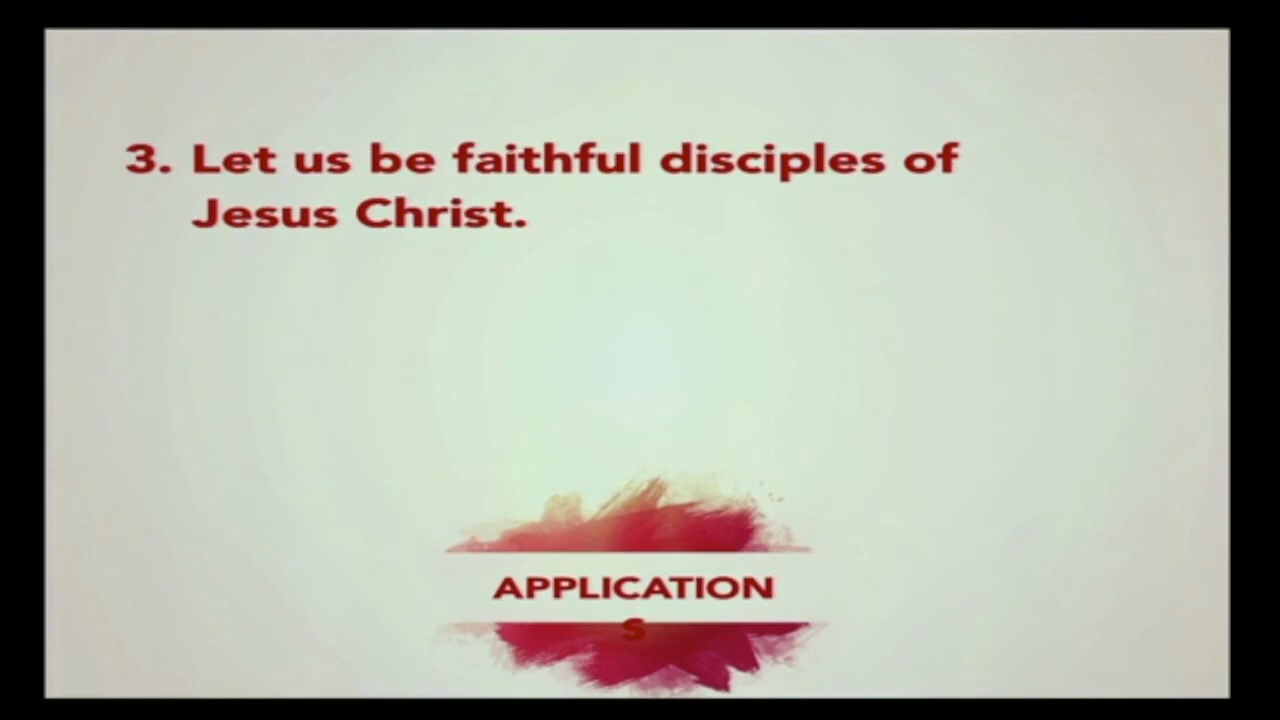 3. Let us be faithful disciples of
Jesus Christ.
APPLICATION
S